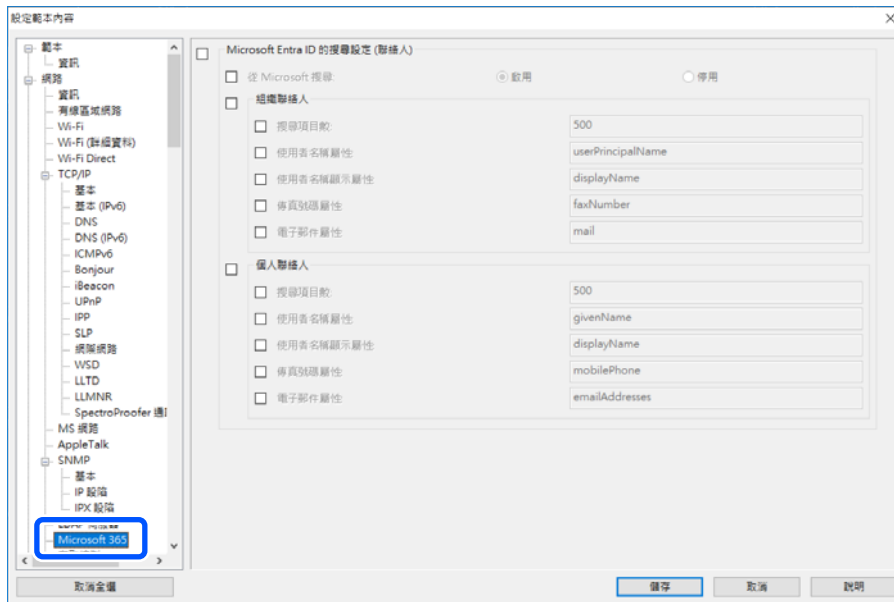 設定範本內容
範本
資訊
網路
資訊
有線區域網路
Wi-Fi
Wi-Fi (詳細資料)
Wi-Fi Direct
TCP/IP
基本
基本 (IPv6)
DNS
DNS (IPv6)
ICMPv6
Bonjour
iBeacon
UPnP
IPP
SLP
網際網路
WSD
LLTD
LLMNR
SpectroProofer
MS 網路
AppleTalk
SNMP
基本
IP 設陷
IPX 設陷
Microsoft 365
取消全選
Microsoft Entra ID 的搜尋設定 (聯絡人)
從 Microsoft 搜尋: 啟用 停用
組織聯絡人
搜尋項目數: 500
使用者名稱屬性: userPrincipalName
使用者名稱顯示屬性: displayName
傳真號碼屬性: faxNumber
電子郵件屬性: mail
個人聯絡人
搜尋項目數: 500
使用者名稱屬性: givenName
使用者名稱顯示屬性: displayName
傳真號碼屬性: mobilePhone
電子郵件屬性: emailAddresses
儲存 取消 說明